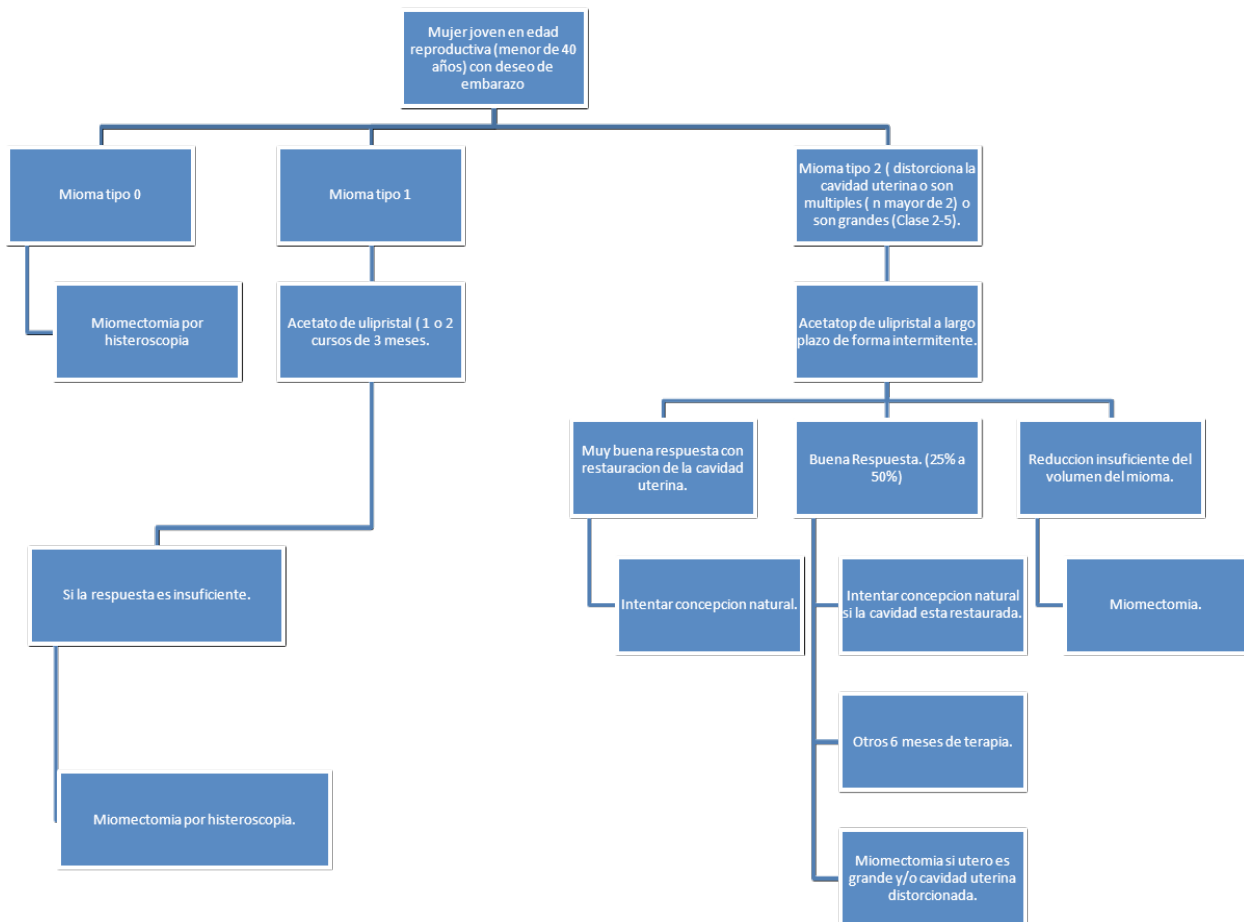 Mujer joven en edad
reproductiva (menor de 40
años) con deseo de
embarazo
Mioma tipo 0
Mioma tipo 1
Mioma tipo 2 ( distorciona la
cavidad uterina o son
multiples ( n mayor de 2) o
son grandes (Clase 2-5).
Miomectomia por
histeroscopia
Acetato de ulipristal ( 1 o 2
cursos de 3 meses.
Acetatop de ulipristal a largo
plazo de forma intermitente.
Muy buena respuesta con
restauracion de la cavidad
uterina.
Buena Respuesta. (25% a
50%)
Reduccion insuficiente del
volumen del mioma.
Si la respuesta es insuficiente.
Intentar concepcion natural.
Intentar concepcion natural
si la cavidad esta restaurada.
Miomectomia.
Otros 6 meses de terapia.
Miomectomia por histeroscopia.
Miomectomia si utero es
grande y/o cavidad uterina
distorcionada.